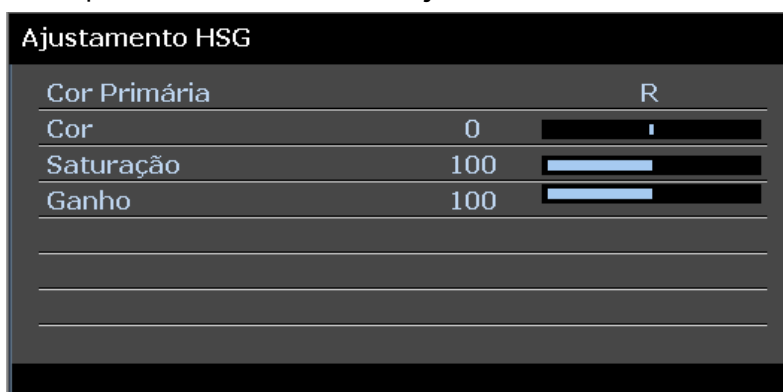 Ajustamento HSG
Cor Primária R
Cor 0
Saturação 100
Ganho 100